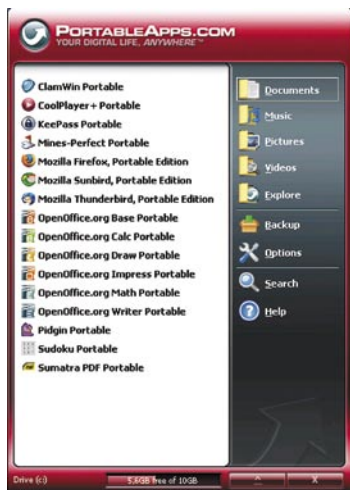 PORTABLEAPPS.COM
YOUR DIGITAL LIFE, ANYWHERE™
ClamWin Portable
CoolPlayer+ Portable
KeePass Portable
Mines-Perfect Portable
Mozilla Firefox, Portable Edition
Mozilla Sunbird, Portable Edition
Mozilla Thunderbird, Portable Edition
OpenOffice.org Base Portable
OpenOffice.org Calc Portable
OpenOffice.org Draw Portable
OpenOffice.org Impress Portable
OpenOffice.org Math Portable
OpenOffice.org Writer Portable
Pidgin Portable
Sudoku Portable
Sumatra PDF Portable
Documents
Music
Pictures
Videos
Explore
Backup
Options
Search
Help
Drive (c:)
5.6GB free of 10GB
^
X